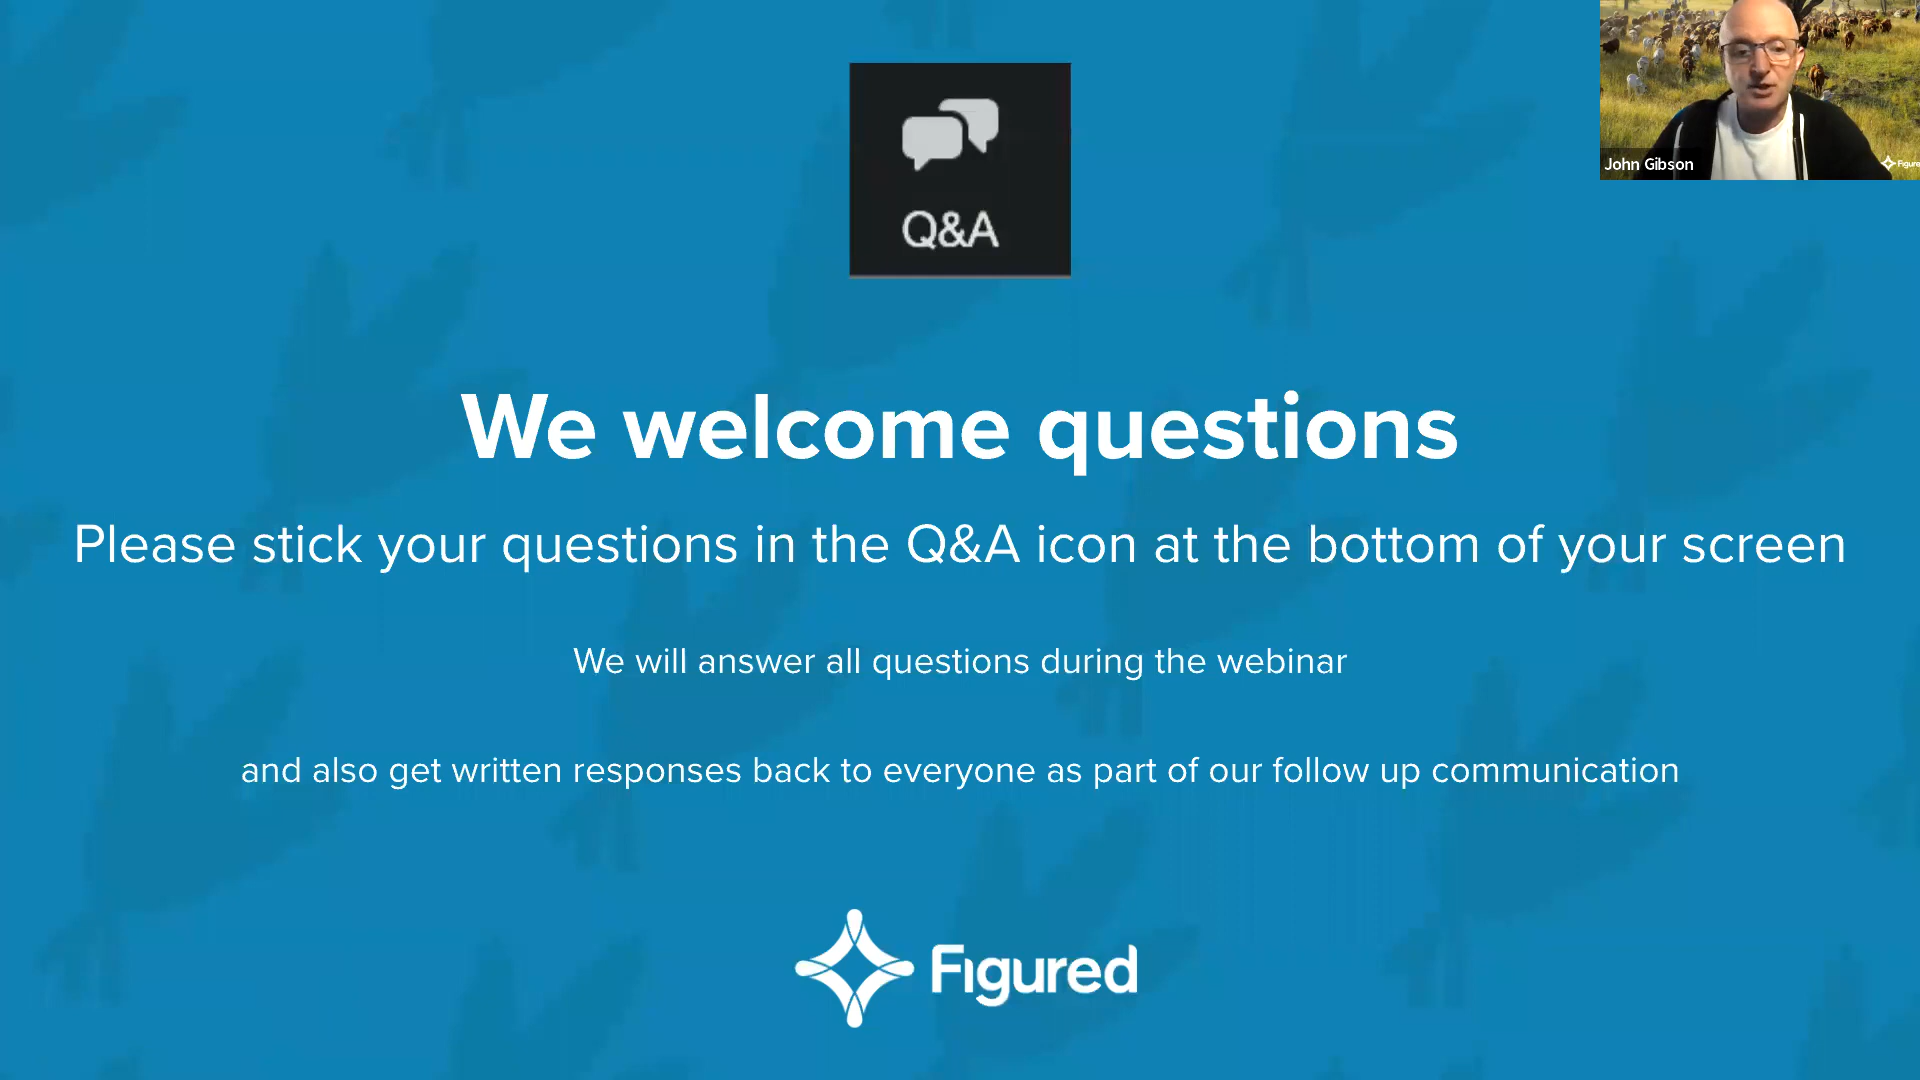 Q&A
John Gibson
Figured
We welcome questions
Please stick your questions in the Q&A icon at the bottom of your screen
We will answer all questions during the webinar
and also get written responses back to everyone as part of our follow up communication
Figured